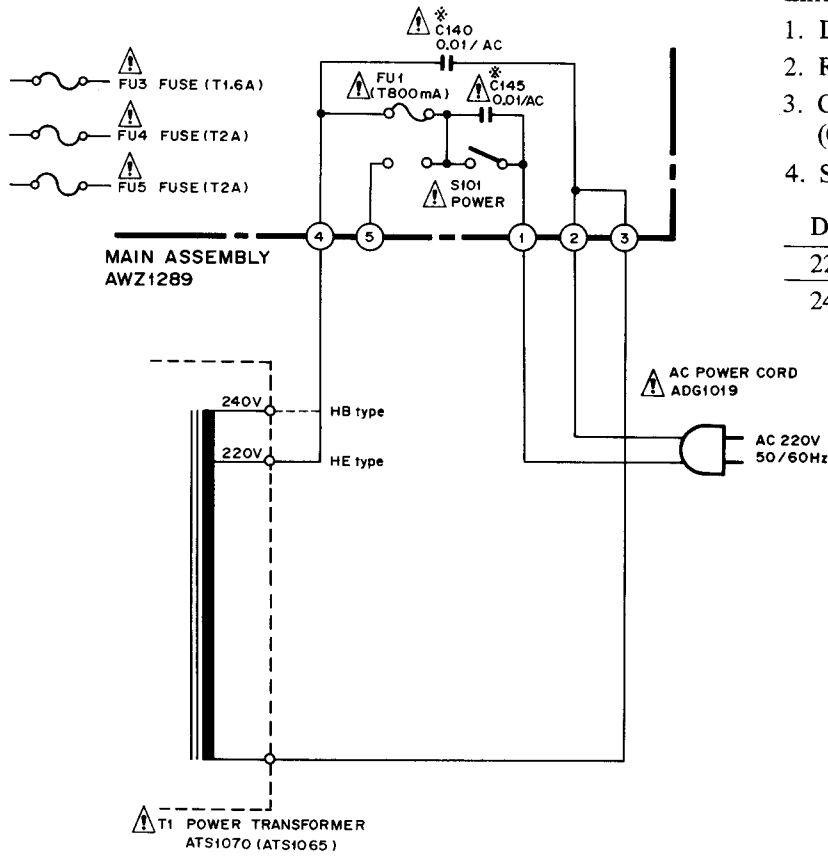 ※
C140
0.01/ AC
FU3 FUSE (T1.6A)
FU4 FUSE (T2A)
FU5 FUSE (T2A)
FU1
(T800mA)
※
C145
0.01/AC
S101
POWER
4
5
1
2
3
MAIN ASSEMBLY
AWZ1289
240V
HB type
220V
HE type
AC POWER CORD
ADG1019
AC 220V
50/60Hz
T1 POWER TRANSFORMER
ATS1070 (ATS1065)
1.
2.
3.
4.